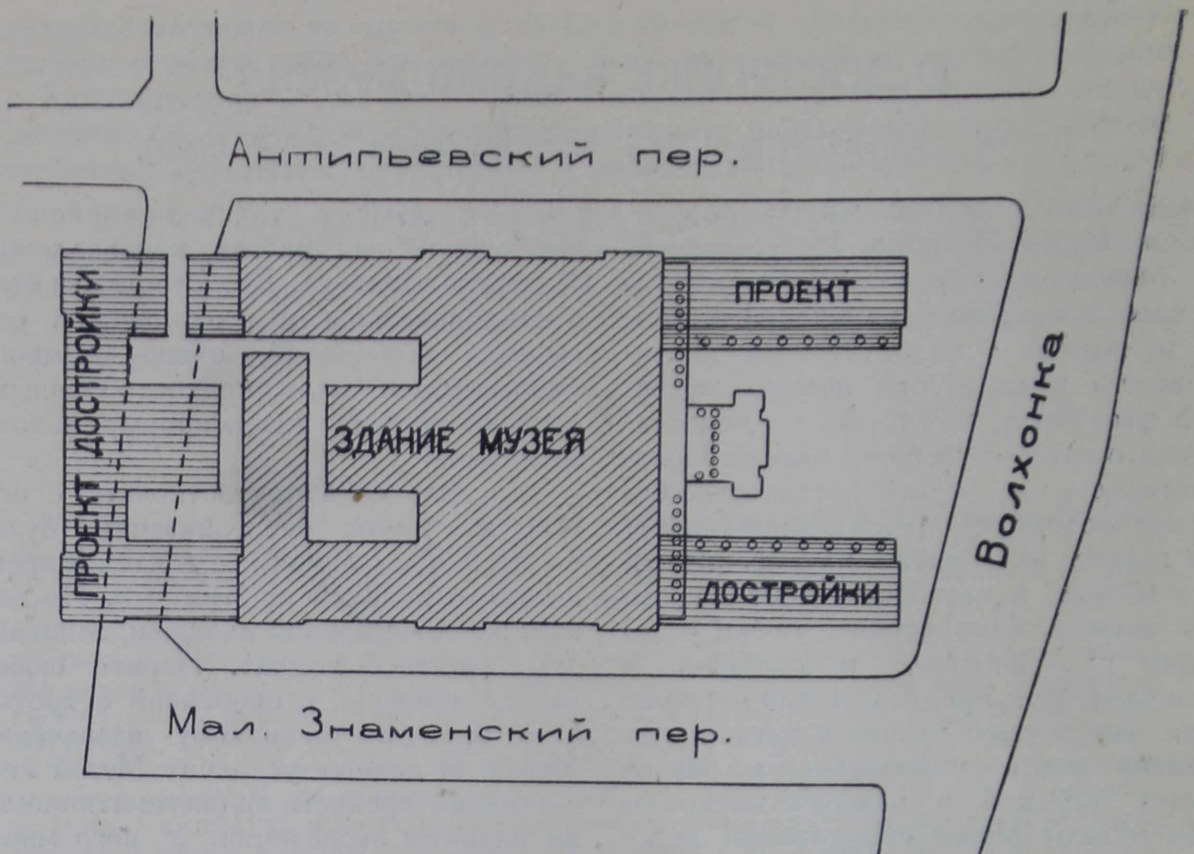 Антипьевский пер.
ПРОЕКТ ДОСТРОЙКИ
ПРОЕКТ
ЗДАНИЕ МУЗЕЯ
Волхонка
ДОСТРОЙКИ
Мал. Знаменский пер.